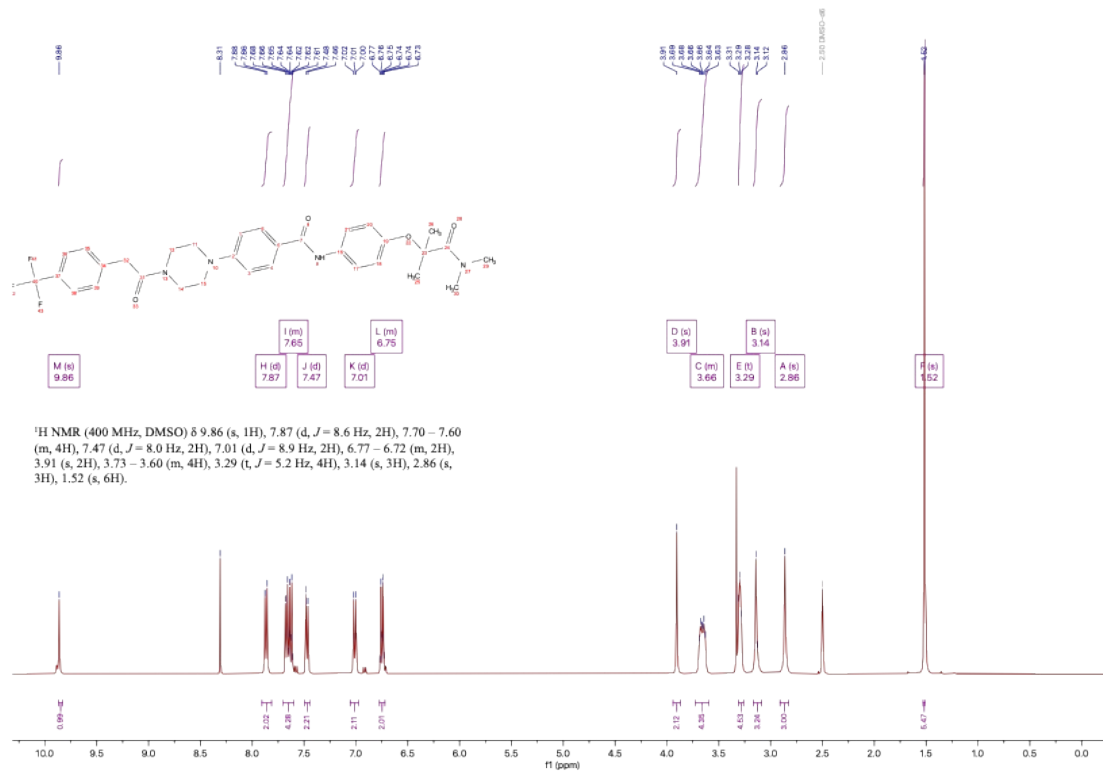 9.86
8.31
7.88
7.86
7.68
7.66
7.65
7.64
7.64
7.62
7.62
7.61
7.48
7.46
7.02
7.01
7.00
6.77
6.76
6.75
6.74
6.74
6.73
3.91
3.69
3.68
3.66
3.66
3.64
3.63
3.31
3.29
3.28
3.14
3.12
2.86
2.50 DMSO-d6
1.52
O
CH₃
O
O
NH
N
CH₃
CH₃
H₃C
N
N
O
F
F
M (s)
9.86
H (d)
7.87
I (m)
7.65
J (d)
7.47
K (d)
7.01
L (m)
6.75
D (s)
3.91
C (m)
3.66
E (t)
3.29
B (s)
3.14
A (s)
2.86
F (s)
1.52
¹H NMR (400 MHz, DMSO) δ 9.86 (s, 1H), 7.87 (d, J = 8.6 Hz, 2H), 7.70 – 7.60
(m, 4H), 7.47 (d, J = 8.0 Hz, 2H), 7.01 (d, J = 8.9 Hz, 2H), 6.77 – 6.72 (m, 2H),
3.91 (s, 2H), 3.73 – 3.60 (m, 4H), 3.29 (t, J = 5.2 Hz, 4H), 3.14 (s, 3H), 2.86 (s,
3H), 1.52 (s, 6H).
0.99
2.02
4.28
2.21
2.11
2.01
2.12
4.35
4.53
3.24
3.00
10.0 9.5 9.0 8.5 8.0 7.5 7.0 6.5 6.0 5.5 5.0 4.5 4.0 3.5 3.0 2.5 2.0 1.5 1.0 0.5 0.0
f1 (ppm)